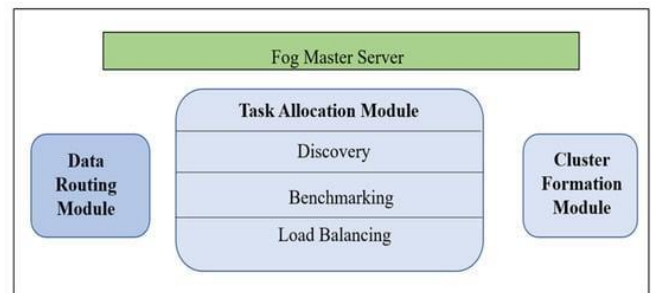 Fog Master Server
Task Allocation Module
Discovery
Benchmarking
Load Balancing
Data
Routing
Module
Cluster
Formation
Module